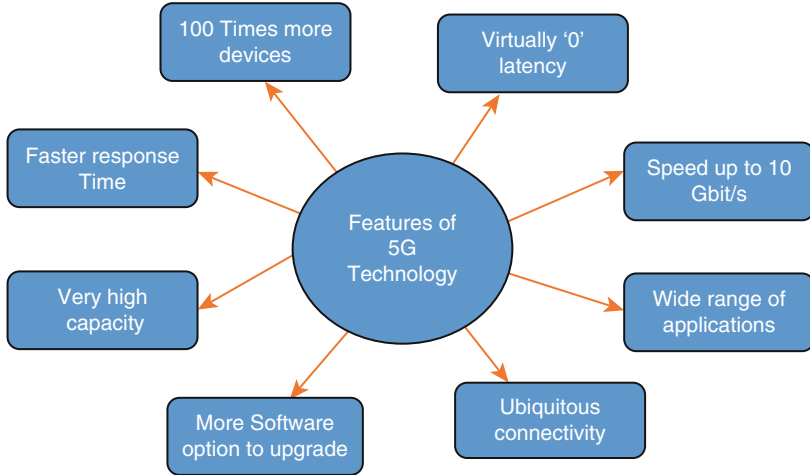 100 Times more
devices
Virtually ‘0’
latency
Faster response
Time
Speed up to 10
Gbit/s
Features of
5G
Technology
Very high
capacity
Wide range of
applications
More Software
option to upgrade
Ubiquitous
connectivity